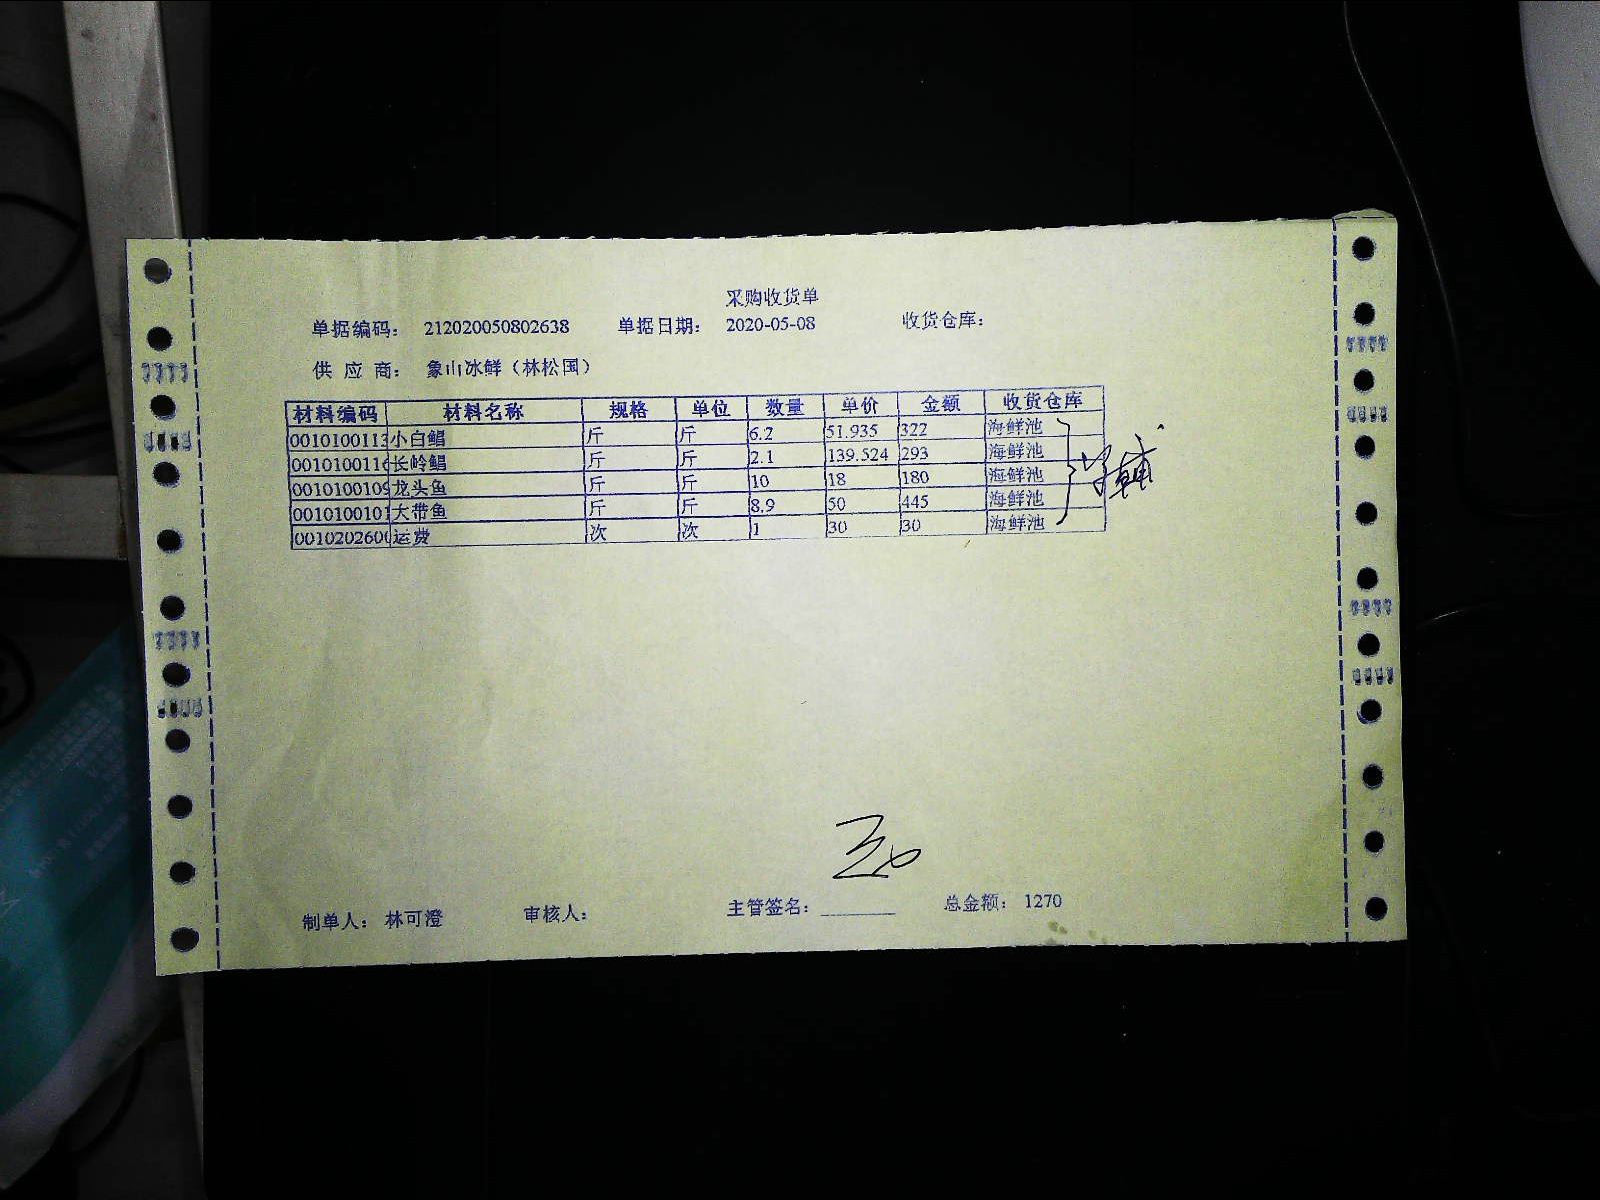 采购收货单
单据编码： 212020050802638 单据日期： 2020-05-08 收货仓库：
供 应 商： 象山冰鲜（林松国）
材料编码 材料名称 规格 单位 数量 单价 金额 收货仓库
0010100113 小白鲳 斤 斤 6.2 51.935 322 海鲜池
001010011 长岭鲳 斤 斤 2.1 139.524 293 海鲜池
001010010 龙头鱼 斤 斤 10 18 180 海鲜池
001010010 大带鱼 斤 斤 8.9 50 445 海鲜池
001020260 运费 次 次 1 30 30 海鲜池
制单人： 林可澄 审核人： 主管签名： 总金额： 1270